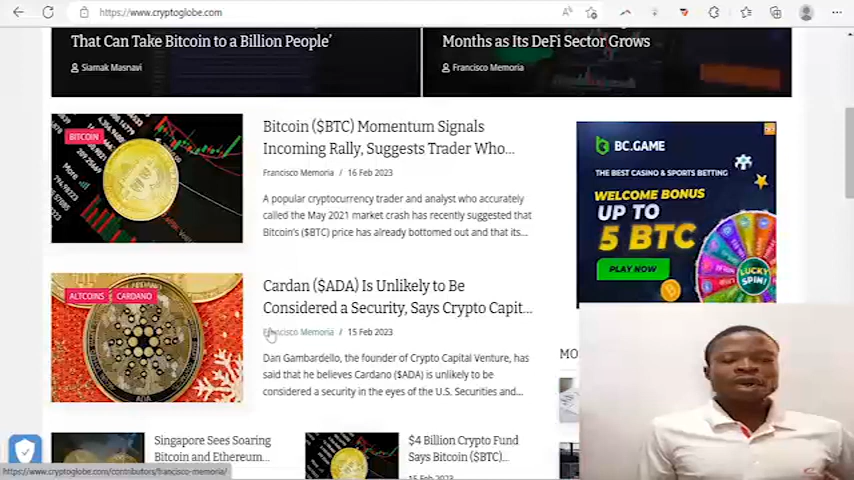 https://www.cryptoglobe.com
That Can Take Bitcoin to a Billion People'
Siamak Masnavi
Months as Its DeFi Sector Grows
Francisco Memoria
BITCOIN
Bitcoin ($BTC) Momentum Signals
Incoming Rally, Suggests Trader Who...
Francisco Memoria / 16 Feb 2023
A popular cryptocurrency trader and analyst who accurately
called the May 2021 market crash has recently suggested that
Bitcoin's ($BTC) price has already bottomed out and that its...
BC.GAME
THE BEST CASINO & SPORTS BETTING
WELCOME BONUS
UP TO
5 BTC
PLAY NOW
LUCKY
SPIN!
ALTCOINS
CARDANO
Cardan ($ADA) Is Unlikely to Be
Considered a Security, Says Crypto Capit...
Francisco Memoria / 15 Feb 2023
Dan Gambardello, the founder of Crypto Capital Venture, has
said that he believes Cardano ($ADA) is unlikely to be
considered a security in the eyes of the U.S. Securities and...
MO
Singapore Sees Soaring
Bitcoin and Ethereum...
$4 Billion Crypto Fund
Says Bitcoin ($BTC)...
15 Feb 2023
https://www.cryptoglobe.com/contributors/francisco-memoria/